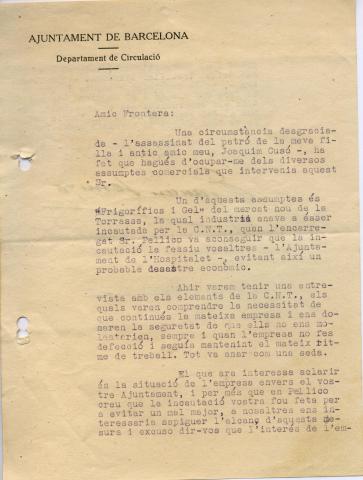 AJUNTAMENT DE BARCELONA
Departament de Circulació
Amic Frontera:
Una circumstància desgracia-
da - l'assassinat del patró de la meva fi-
lla i antic amic meu, Joaquim Cusó -, ha
fet que hagués d'ocupar-me dels diversos
assumptes comercials que intervenia aquest
Sr.
Un d'aquests assumptes és
"Frigorífics i Gel" del mercat nou de la
Torrassa, la qual industria anava a ésser
incautada per la C.N.T., quan l'encarre-
gat Sr. Pellico va aconseguir que la in-
cautació la fessiu vosaltres - l'Ajunta-
ment de l'Hospitalet -, evitant així un
probable desastre econòmic.
Ahir varem tenir una entre-
vista amb els elements de la C.N.T., els
quals varen comprendre la necessitat de
que continués la mateixa empresa i ens do-
naren la seguretat de que ells no ens mo-
lestarien, sempre i quan l'empresa no fes
defecció i seguís mantenint el mateix rit-
me de treball. Tot va anar com una seda.
El que ara interessa aclarir
és la situació de l'empresa envers el vos-
tre Ajuntament, i per més que en Pellico
creu que la incautació vostra fou feta per
a evitar un mal major, a nosaltres ens in-
teressaria sapiguer l'alcanç d'aquesta me-
sura i excuso dir-vos que l'interés de l'em-